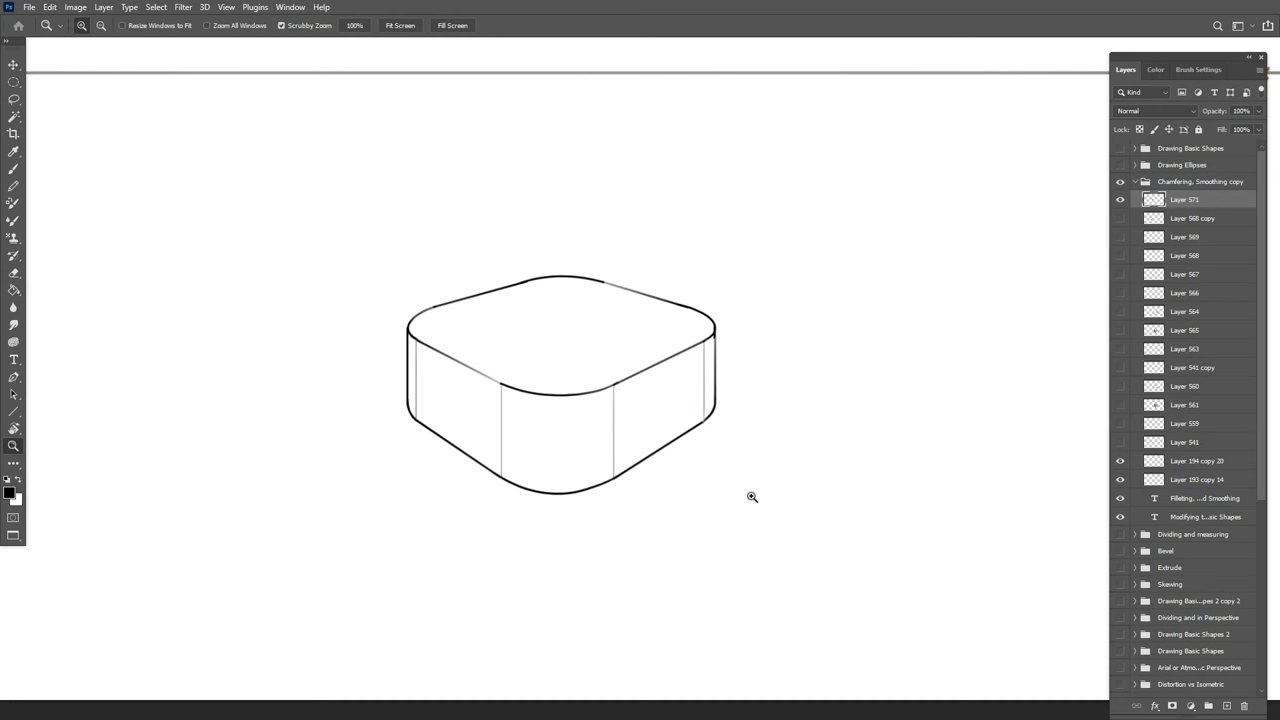 Ps File Edit Image Layer Type Select Filter 3D View Plugins Window Help
Resize Windows to Fit Zoom All Windows Scrubby Zoom 100% Fit Screen Fill Screen
Layers Color Brush Settings
Kind
Normal Opacity: 100%
Lock: Fill: 100%
Drawing Basic Shapes
Drawing Ellipses
Chamfering, Smoothing copy
Layer 571
Layer 568 copy
Layer 569
Layer 568
Layer 567
Layer 566
Layer 564
Layer 565
Layer 563
Layer 541 copy
Layer 560
Layer 561
Layer 559
Layer 541
Layer 194 copy 20
Layer 193 copy 14
T Filleting, ...d Smoothing
T Modifying t...sic Shapes
Dividing and measuring
Bevel
Extrude
Skewing
Drawing Basi...pes 2 copy 2
Dividing and in Perspective
Drawing Basic Shapes 2
Drawing Basic Shapes
Arial or Atmo...c Perspective
Distortion vs Isometric
fx